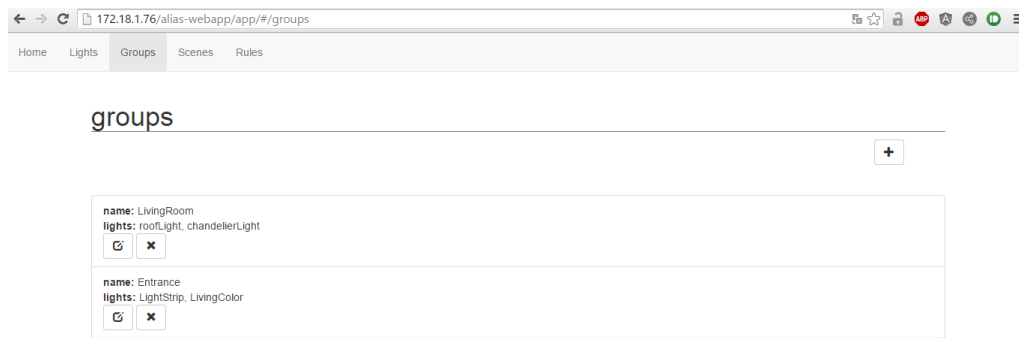 172.18.1.76/alias-webapp/app/#/groups
ABP
Home Lights Groups Scenes Rules
groups
name: LivingRoom
lights: roofLight, chandelierLight
name: Entrance
lights: LightStrip, LivingColor